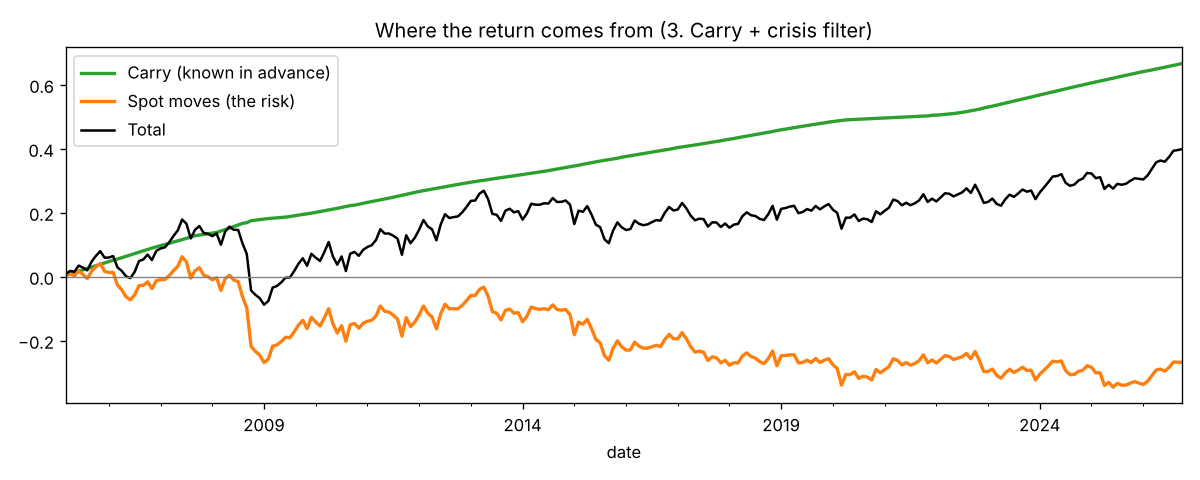 Where the return comes from (3. Carry + crisis filter)
Carry (known in advance)
Spot moves (the risk)
Total
0.6
0.4
0.2
0.0
−0.2
2009 2014 2019 2024
date